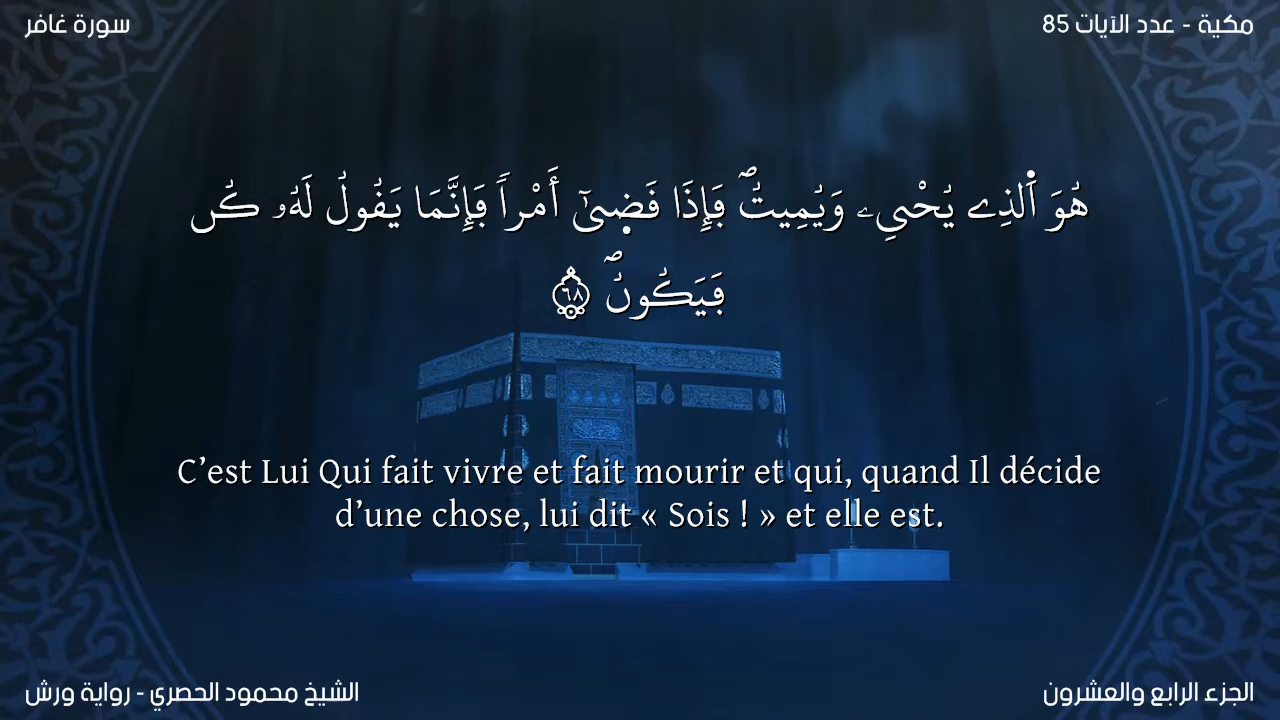 سورة غافر
مكية - عدد الآيات 85
هُوَ اَ۬لذِے يُحْيِۦ وَيُمِيتُۖ فَإِذَا قَض۪ىٰٓ أَمْراٗ فَإِنَّمَا يَقُولُ لَهُۥ كُن
فَيَكُونُۖ ٦٨
C’est Lui Qui fait vivre et fait mourir et qui, quand Il décide
d’une chose, lui dit « Sois ! » et elle est.
الشيخ محمود الحصري - رواية ورش
الجزء الرابع والعشرون